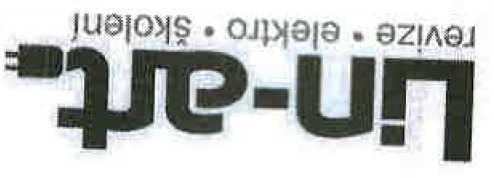 Lin-art
revize • elektro • školení